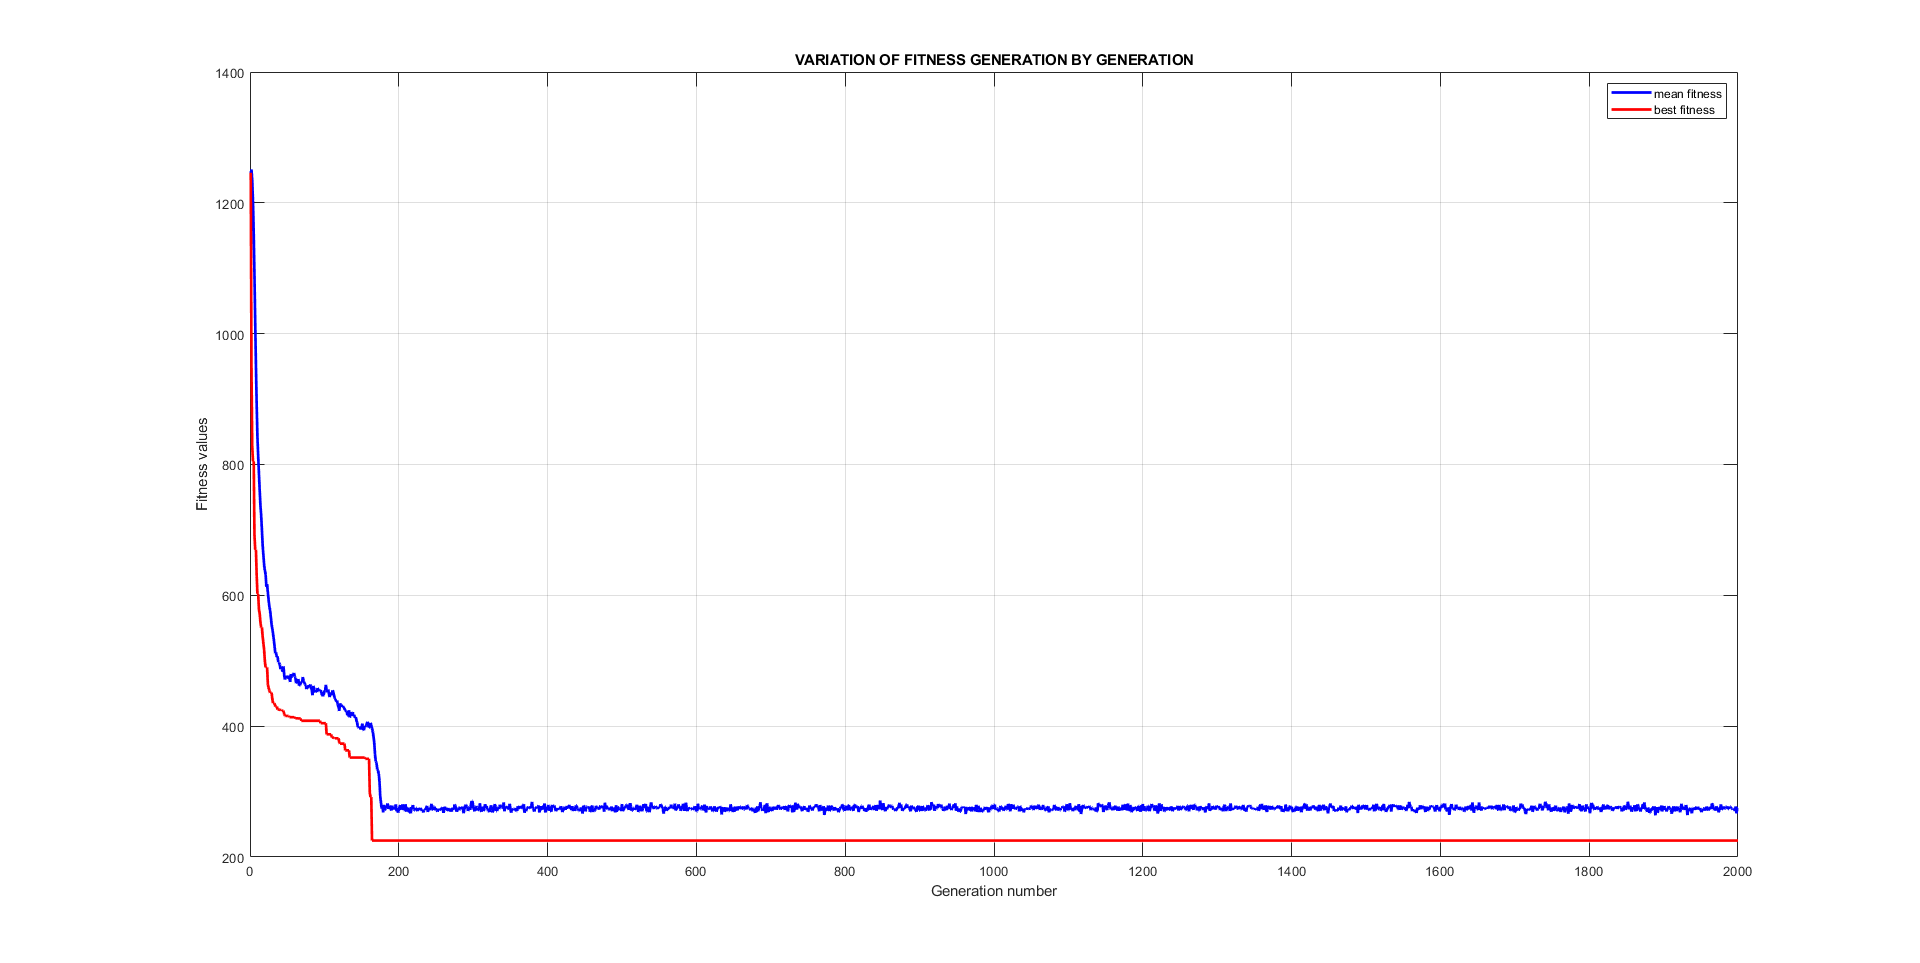 VARIATION OF FITNESS GENERATION BY GENERATION
1400
1200
1000
800
600
400
200
Fitness values
mean fitness
best fitness
0 200 400 600 800 1000 1200 1400 1600 1800 2000
Generation number